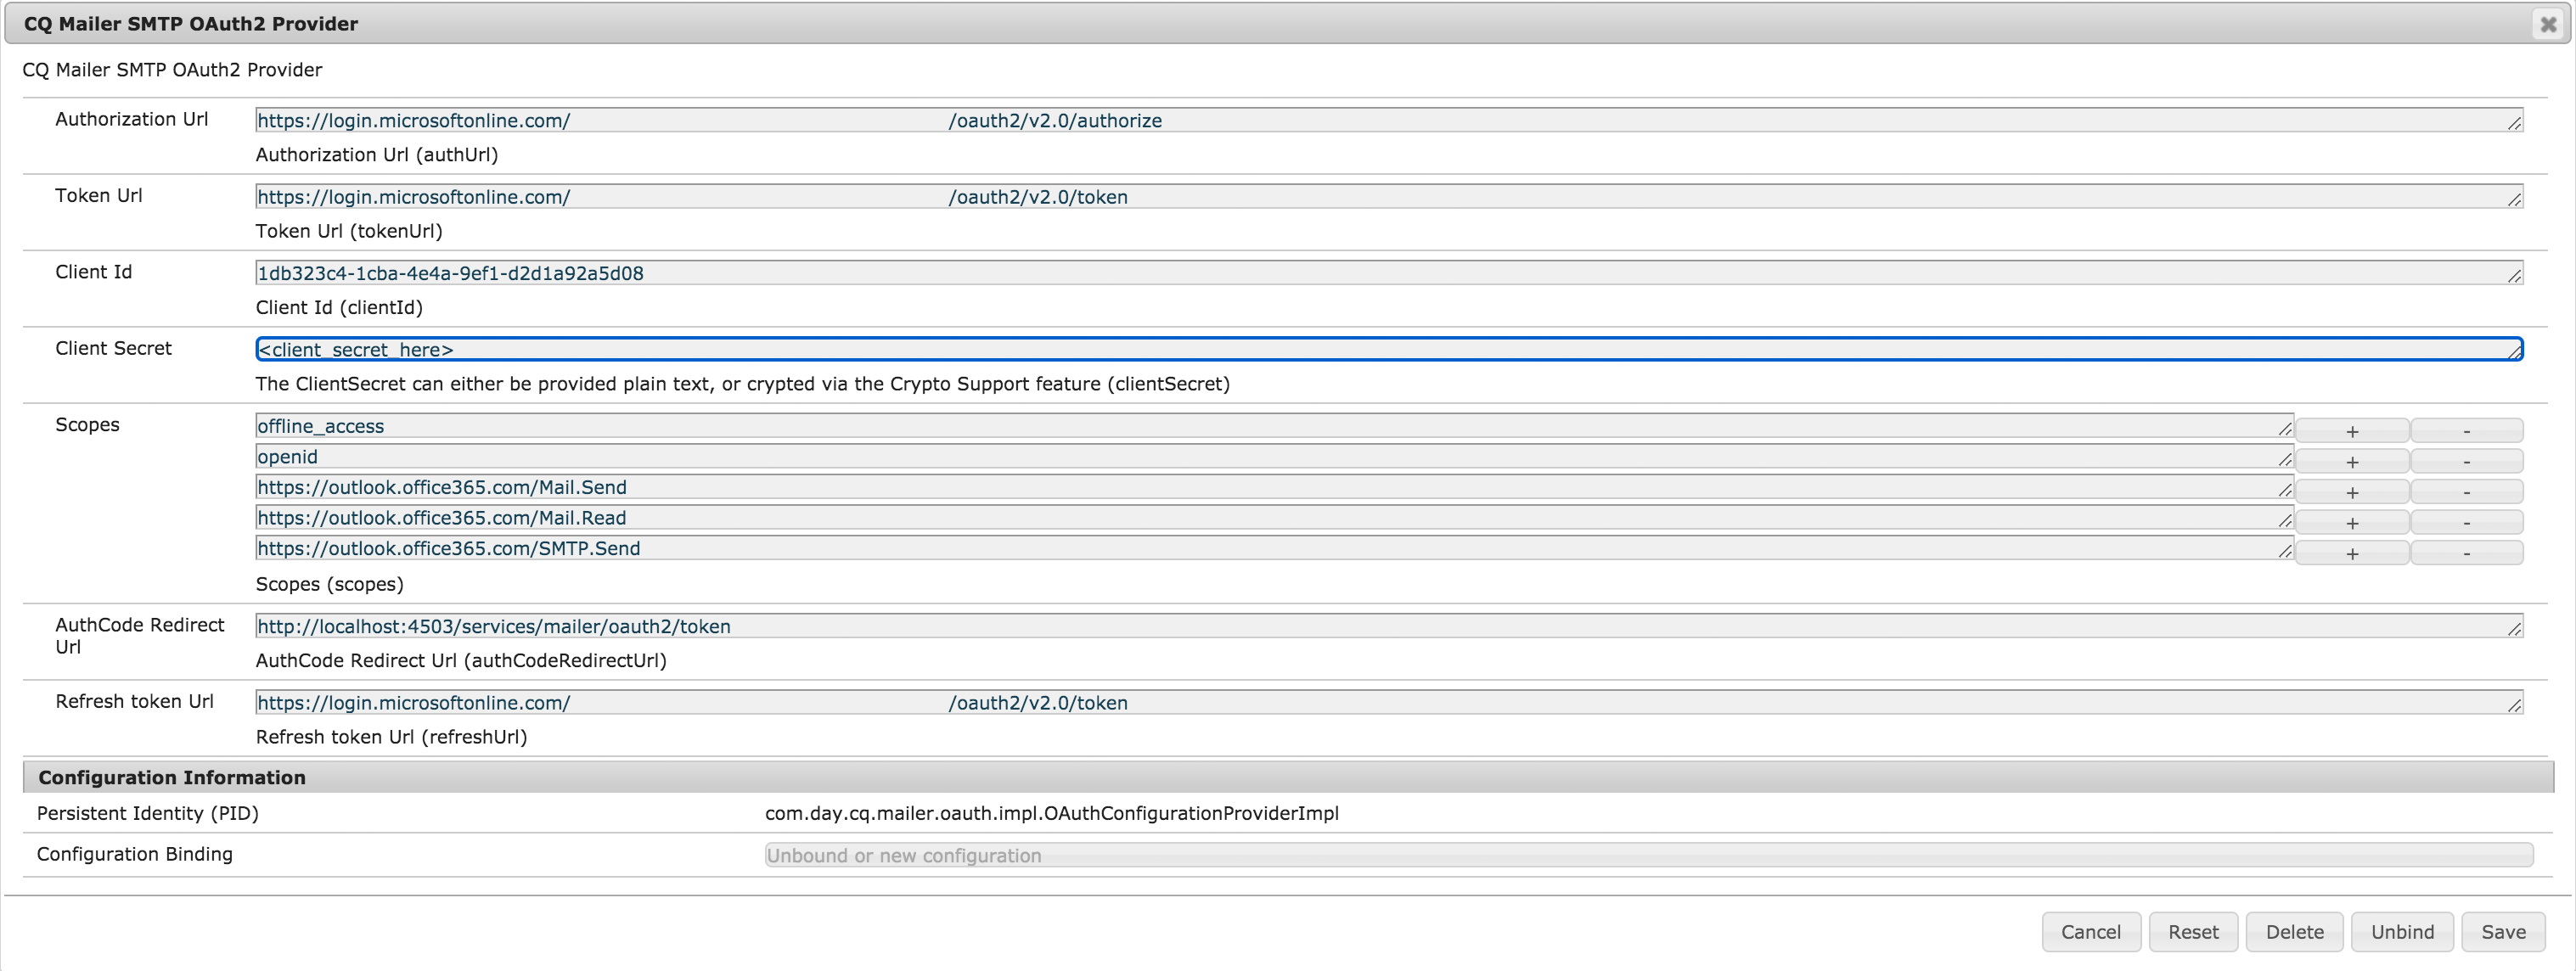 CQ Mailer SMTP OAuth2 Provider
CQ Mailer SMTP OAuth2 Provider
Authorization Url
https://login.microsoftonline.com/ /oauth2/v2.0/authorize
Authorization Url (authUrl)
Token Url
https://login.microsoftonline.com/ /oauth2/v2.0/token
Token Url (tokenUrl)
Client Id
1db323c4-1cba-4e4a-9ef1-d2d1a92a5d08
Client Id (clientId)
Client Secret
<client_secret_here>
The ClientSecret can either be provided plain text, or crypted via the Crypto Support feature (clientSecret)
Scopes
offline_access
+ -
openid
+ -
https://outlook.office365.com/Mail.Send
+ -
https://outlook.office365.com/Mail.Read
+ -
https://outlook.office365.com/SMTP.Send
+ -
Scopes (scopes)
AuthCode Redirect
Url
http://localhost:4503/services/mailer/oauth2/token
AuthCode Redirect Url (authCodeRedirectUrl)
Refresh token Url
https://login.microsoftonline.com/ /oauth2/v2.0/token
Refresh token Url (refreshUrl)
Configuration Information
Persistent Identity (PID)
com.day.cq.mailer.oauth.impl.OAuthConfigurationProviderImpl
Configuration Binding
Unbound or new configuration
Cancel
Reset
Delete
Unbind
Save